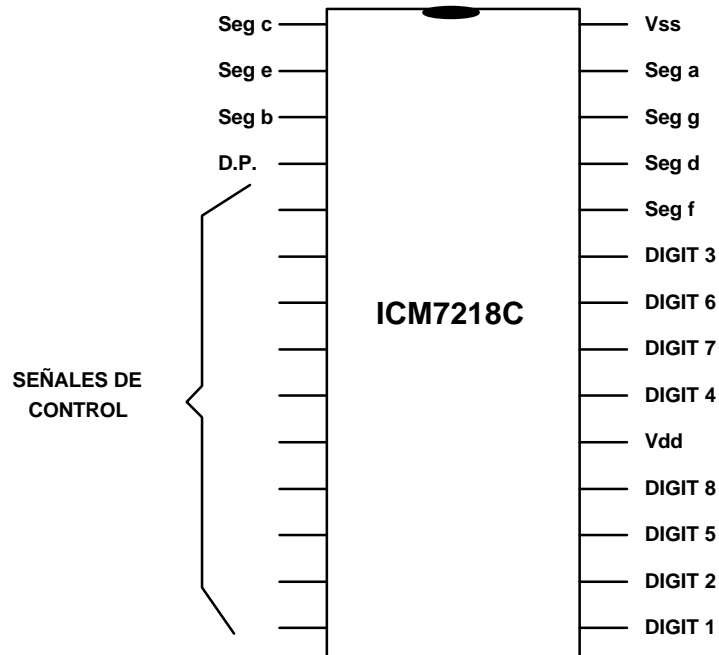 Seg c
Seg e
Seg b
D.P.
SEÑALES DE
CONTROL
ICM7218C
Vss
Seg a
Seg g
Seg d
Seg f
DIGIT 3
DIGIT 6
DIGIT 7
DIGIT 4
Vdd
DIGIT 8
DIGIT 5
DIGIT 2
DIGIT 1